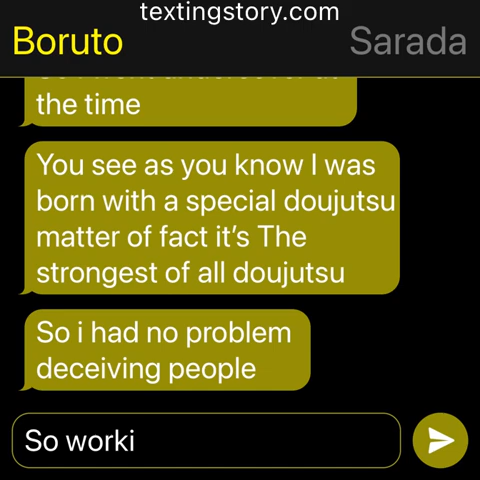 textingstory.com
Boruto Sarada
the time
You see as you know I was
born with a special doujutsu
matter of fact it's The
strongest of all doujutsu
So i had no problem
deceiving people
So worki